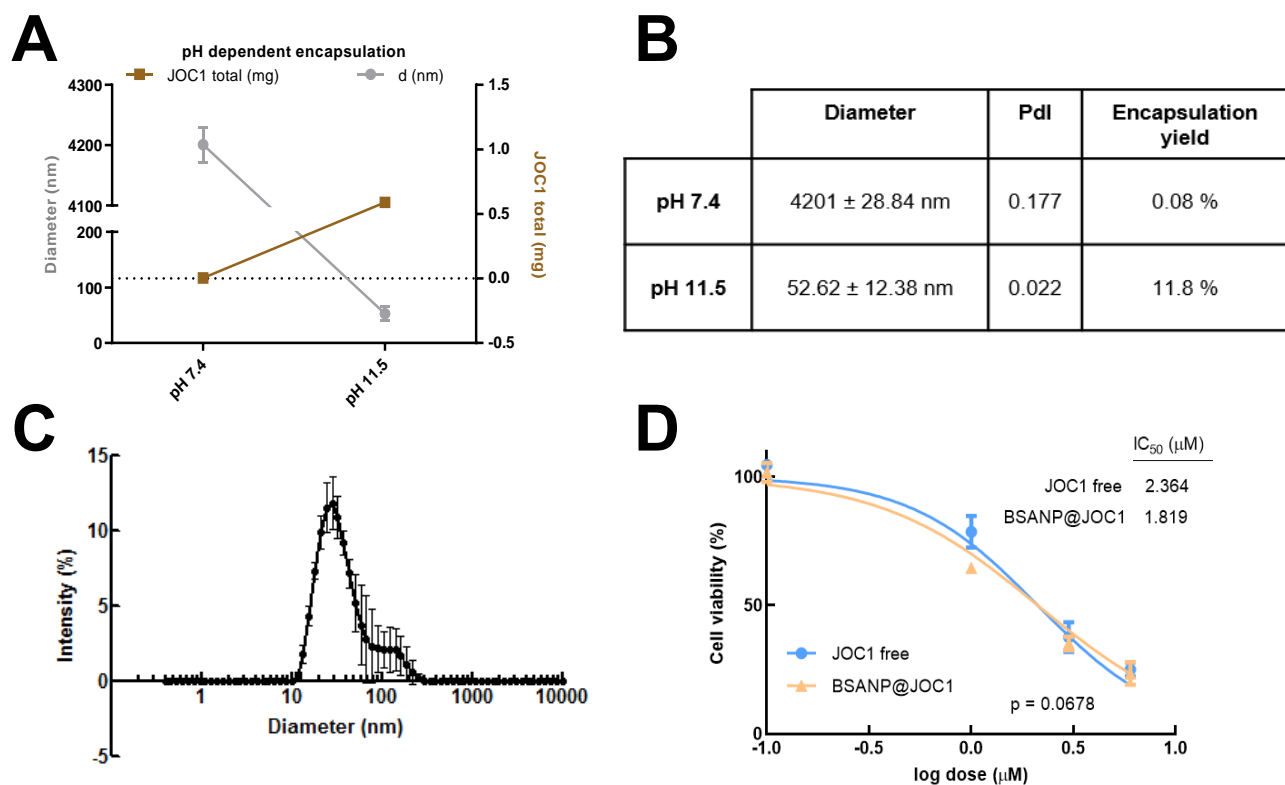 A
pH dependent encapsulation
JOC1 total (mg)
d (nm)
4300
4200
4100
200
100
0
Diameter (nm)
1.5
1.0
0.5
0.0
-0.5
JOC1 total (mg)
pH 7.4
pH 11.5
B
Diameter
PdI
Encapsulation
yield
pH 7.4
4201 ± 28.84 nm
0.177
0.08 %
pH 11.5
52.62 ± 12.38 nm
0.022
11.8 %
C
15
10
5
0
-5
Intensity (%)
1
10
100
1000
10000
Diameter (nm)
D
IC50 (μM)
JOC1 free 2.364
BSANP@JOC1 1.819
100
50
0
Cell viability (%)
JOC1 free
BSANP@JOC1
p = 0.0678
-1.0
-0.5
0.0
0.5
1.0
log dose (μM)